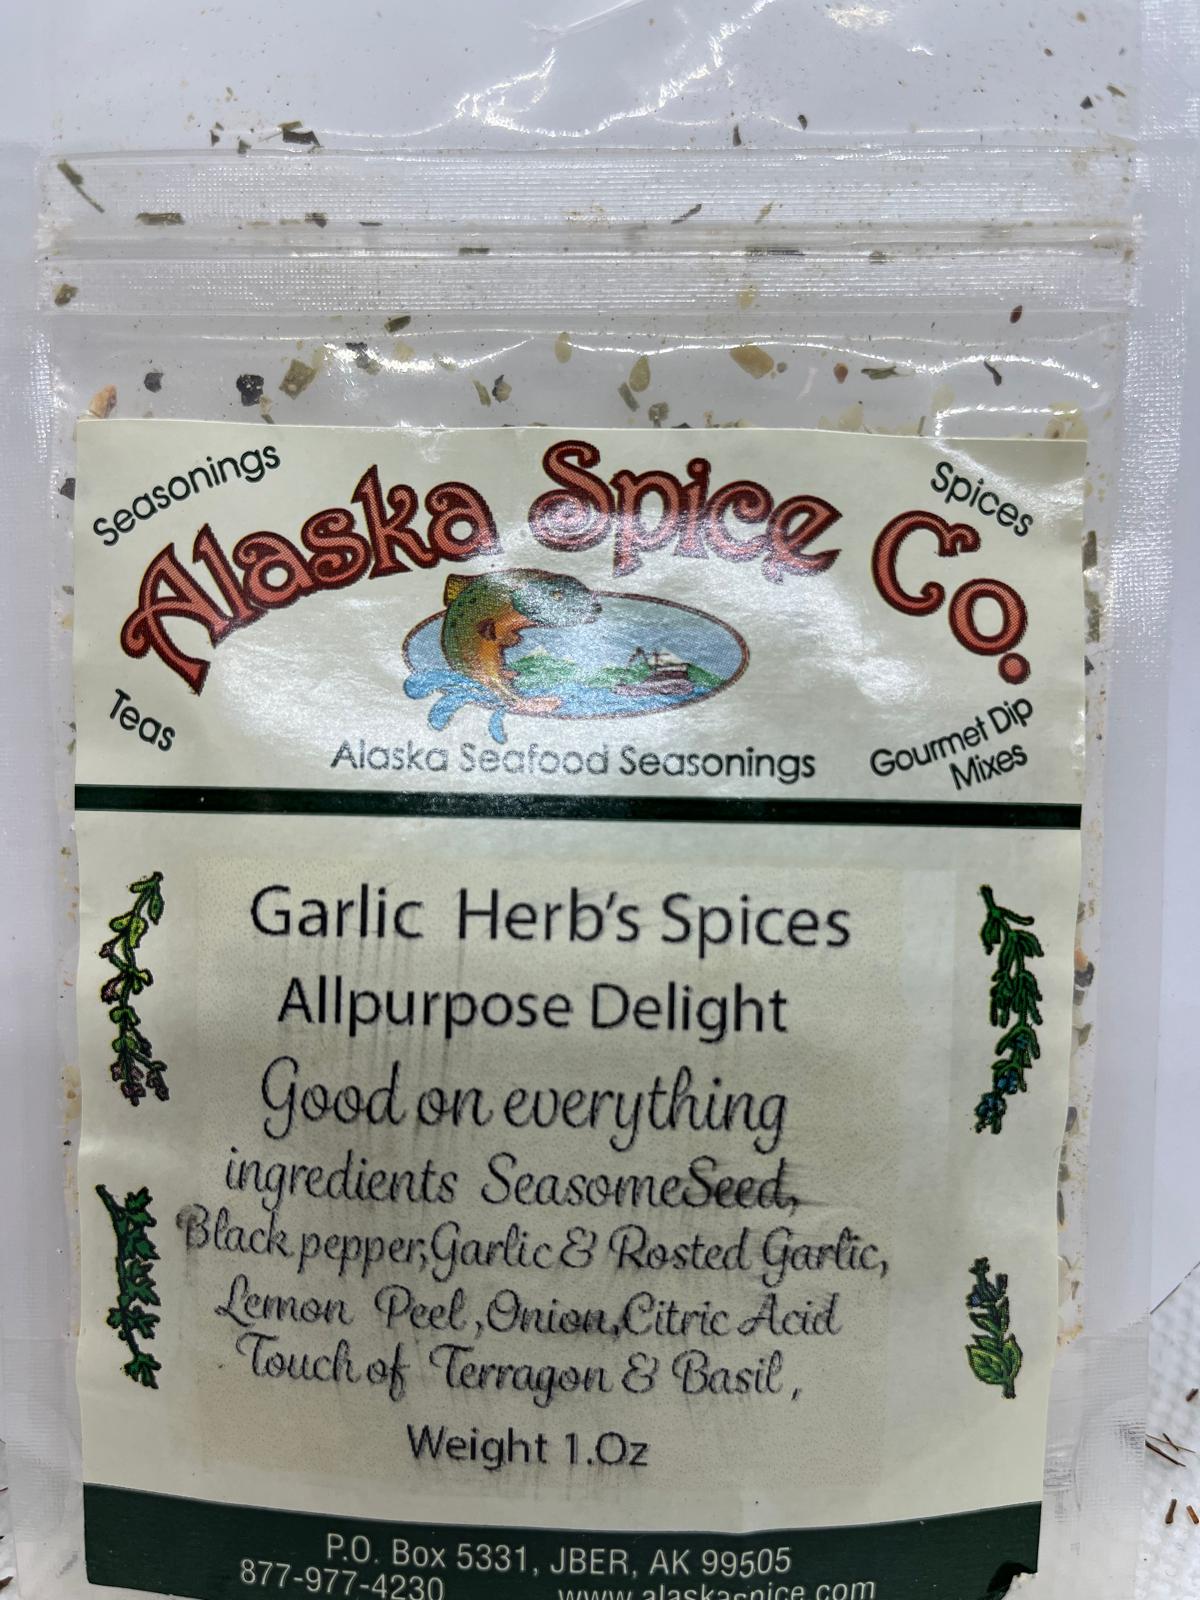 Seasonings
Spices
Alaska Spice Co.
Teas
Gourmet Dip
Mixes
Alaska Seafood Seasonings
Garlic Herb's Spices
Allpurpose Delight
Good on everything
ingredients SeasomeSeed,
Black pepper,Garlic & Rosted Garlic,
Lemon Peel ,Onion,Citric Acid
Touch of Terragon & Basil ,
Weight 1.Oz
P.O. Box 5331, JBER, AK 99505
877-977-4230 www.alaskaspice.com